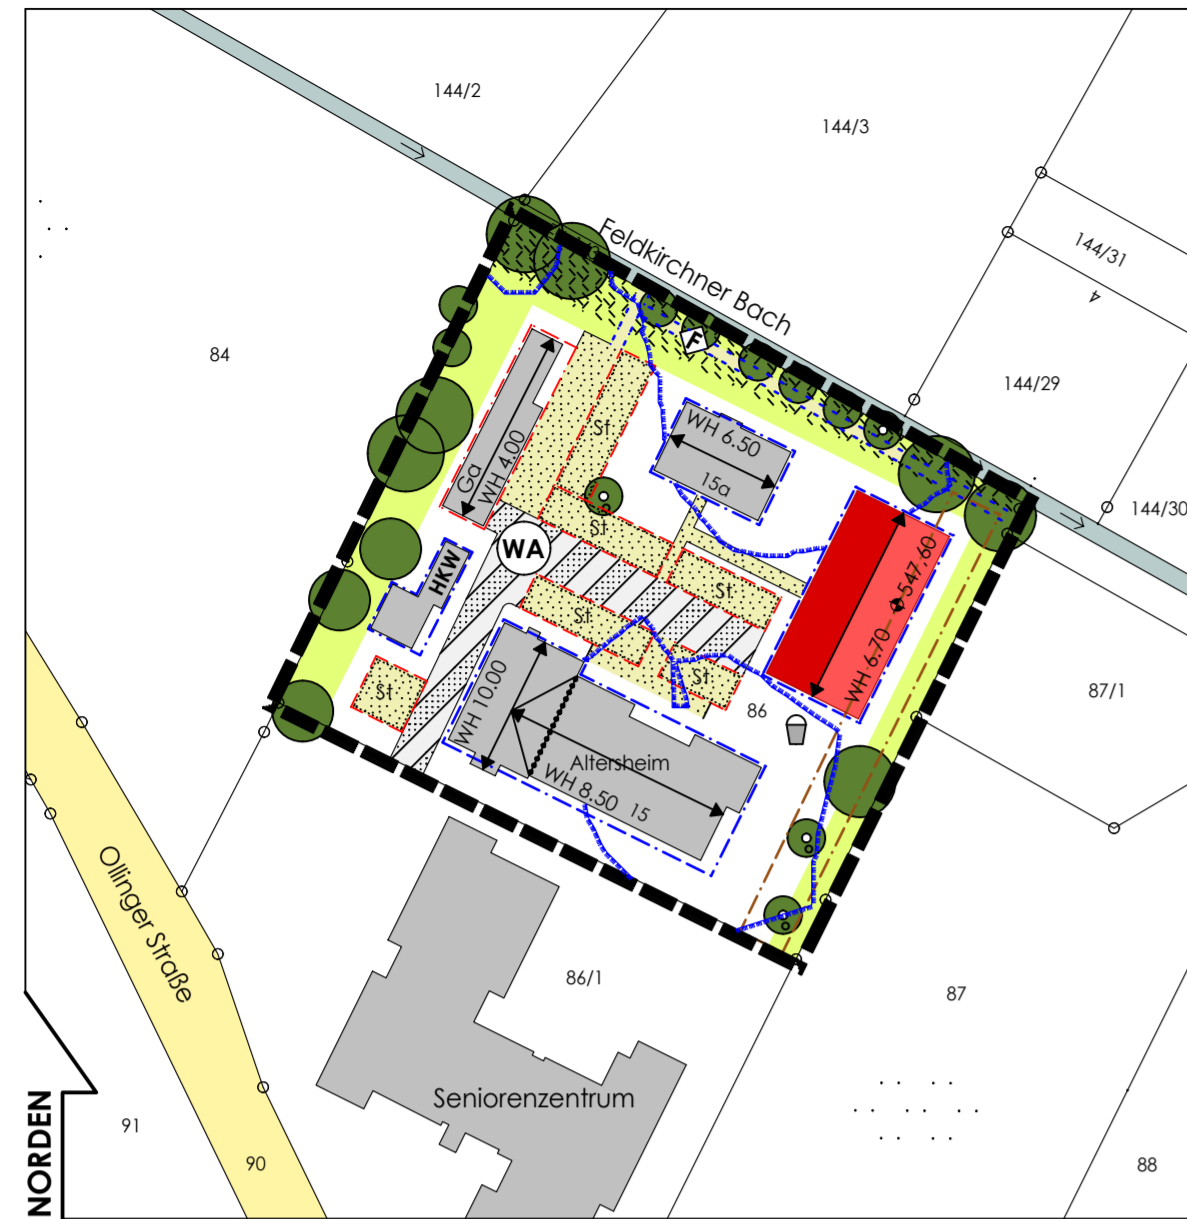 144/2
144/3
144/31
4
Feldkirchner Bach
F
84
144/29
144/30
St
WH 6.50
15a
Ga
WH 4.00
St
WA
HKW
St
547.60
WH 6.70
St
St
St
WH 10.00
86
87/1
Altersheim
WH 8.50 15
Ollinger Straße
86/1
87
Seniorenzentrum
NORDEN
91
90
88